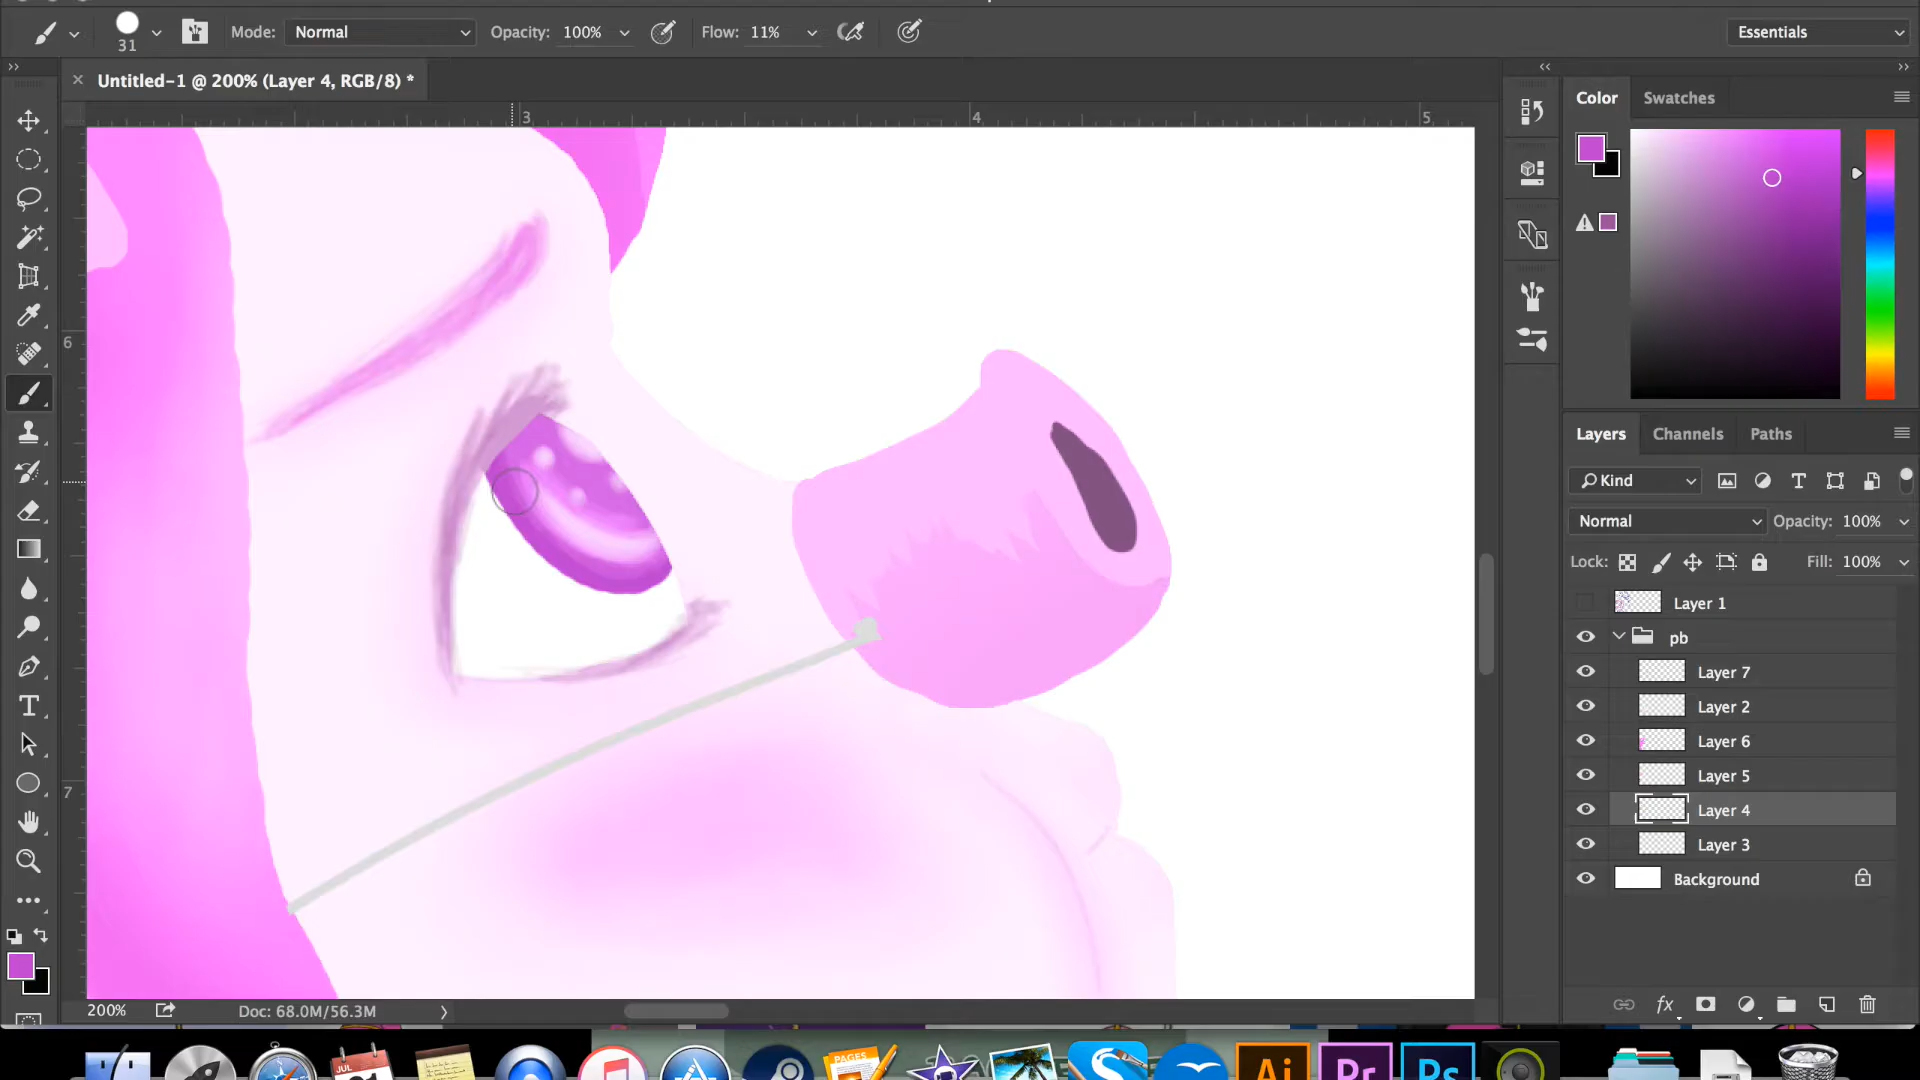 31
Mode: Normal
Opacity: 100%
Flow: 11%
Essentials
Untitled-1 @ 200% (Layer 4, RGB/8) *
Color
Swatches
3
4
5
6
7
Layers
Channels
Paths
Kind
Normal
Opacity: 100%
Lock:
Fill: 100%
Layer 1
pb
Layer 7
Layer 2
Layer 6
Layer 5
Layer 4
Layer 3
Background
fx
200%
Doc: 68.0M/56.3M
JUL
PAGES
Ai
Pr
Ps